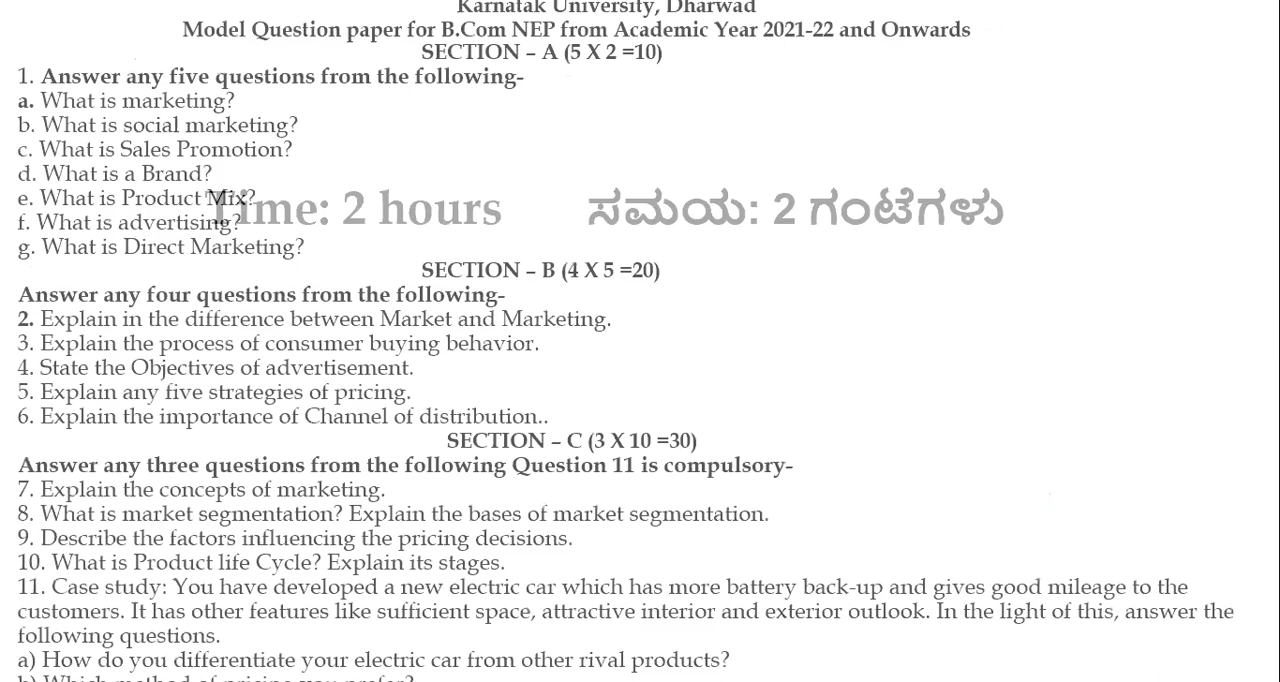 Karnatak University, Dharwad
Model Question paper for B.Com NEP from Academic Year 2021-22 and Onwards
SECTION – A (5 X 2 =10)
1. Answer any five questions from the following-
a. What is marketing?
b. What is social marketing?
c. What is Sales Promotion?
d. What is a Brand?
e. What is Product Mix?
Time: 2 hours ಸಮಯ: 2 ಗಂಟೆಗಳು
f. What is advertising?
g. What is Direct Marketing?
SECTION – B (4 X 5 =20)
Answer any four questions from the following-
2. Explain in the difference between Market and Marketing.
3. Explain the process of consumer buying behavior.
4. State the Objectives of advertisement.
5. Explain any five strategies of pricing.
6. Explain the importance of Channel of distribution..
SECTION – C (3 X 10 =30)
Answer any three questions from the following Question 11 is compulsory-
7. Explain the concepts of marketing.
8. What is market segmentation? Explain the bases of market segmentation.
9. Describe the factors influencing the pricing decisions.
10. What is Product life Cycle? Explain its stages.
11. Case study: You have developed a new electric car which has more battery back-up and gives good mileage to the
customers. It has other features like sufficient space, attractive interior and exterior outlook. In the light of this, answer the
following questions.
a) How do you differentiate your electric car from other rival products?
b) Which method of pricing you prefer?